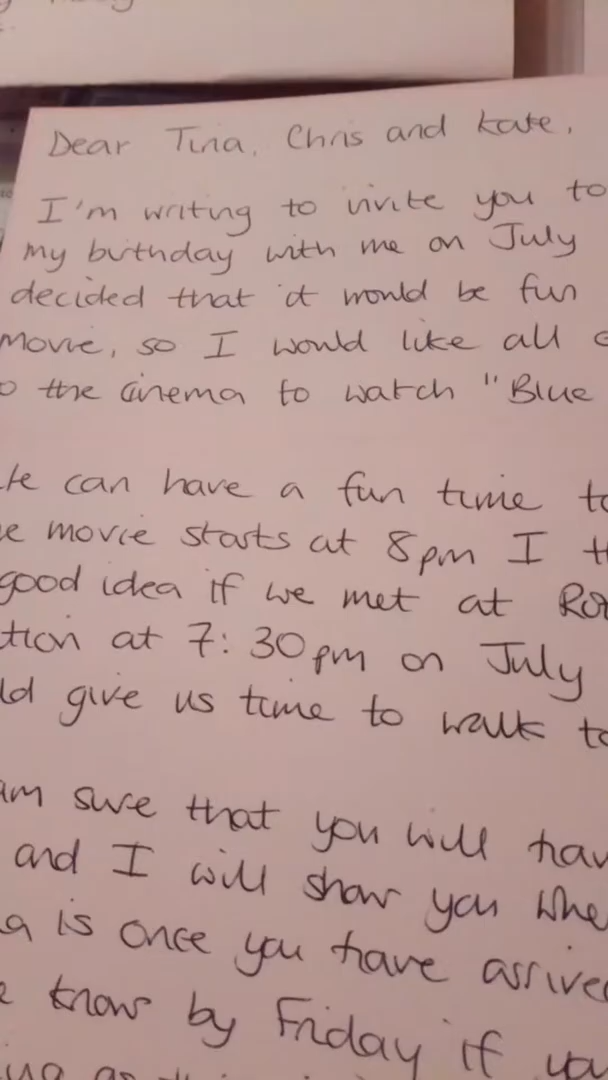 Dear Tina, Chris and Kate,
I'm writing to invite you to
my birthday with me on July
decided that it would be fun
movie, so I would like all
the cinema to watch "Blue
can have a fun time
movie starts at 8pm I
good idea if we met at
at 7:30pm on July
give us time to walk
sure that you will
and I will show you
is once you have
know by Friday if you